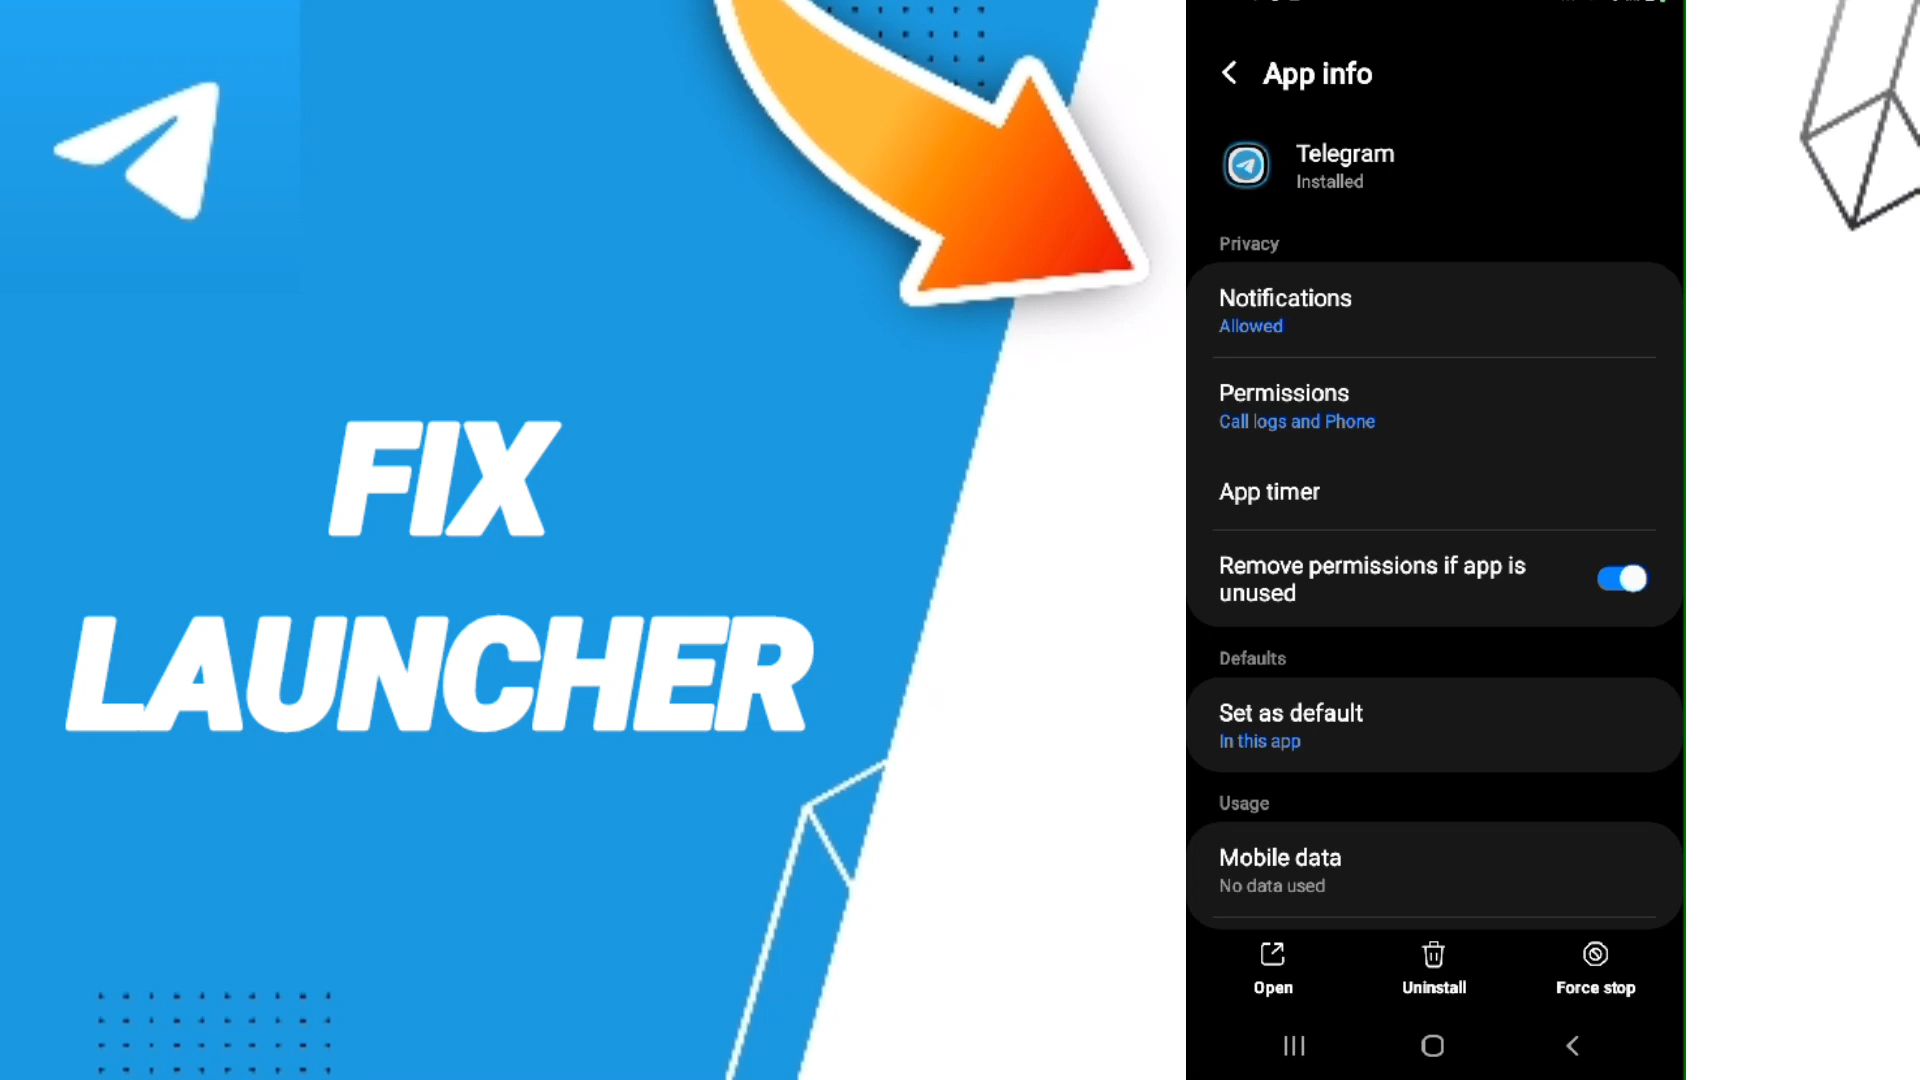 FIX
LAUNCHER
App info
Telegram
Installed
Privacy
Notifications
Allowed
Permissions
Call logs and Phone
App timer
Remove permissions if app is
unused
Defaults
Set as default
In this app
Usage
Mobile data
No data used
Open
Uninstall
Force stop